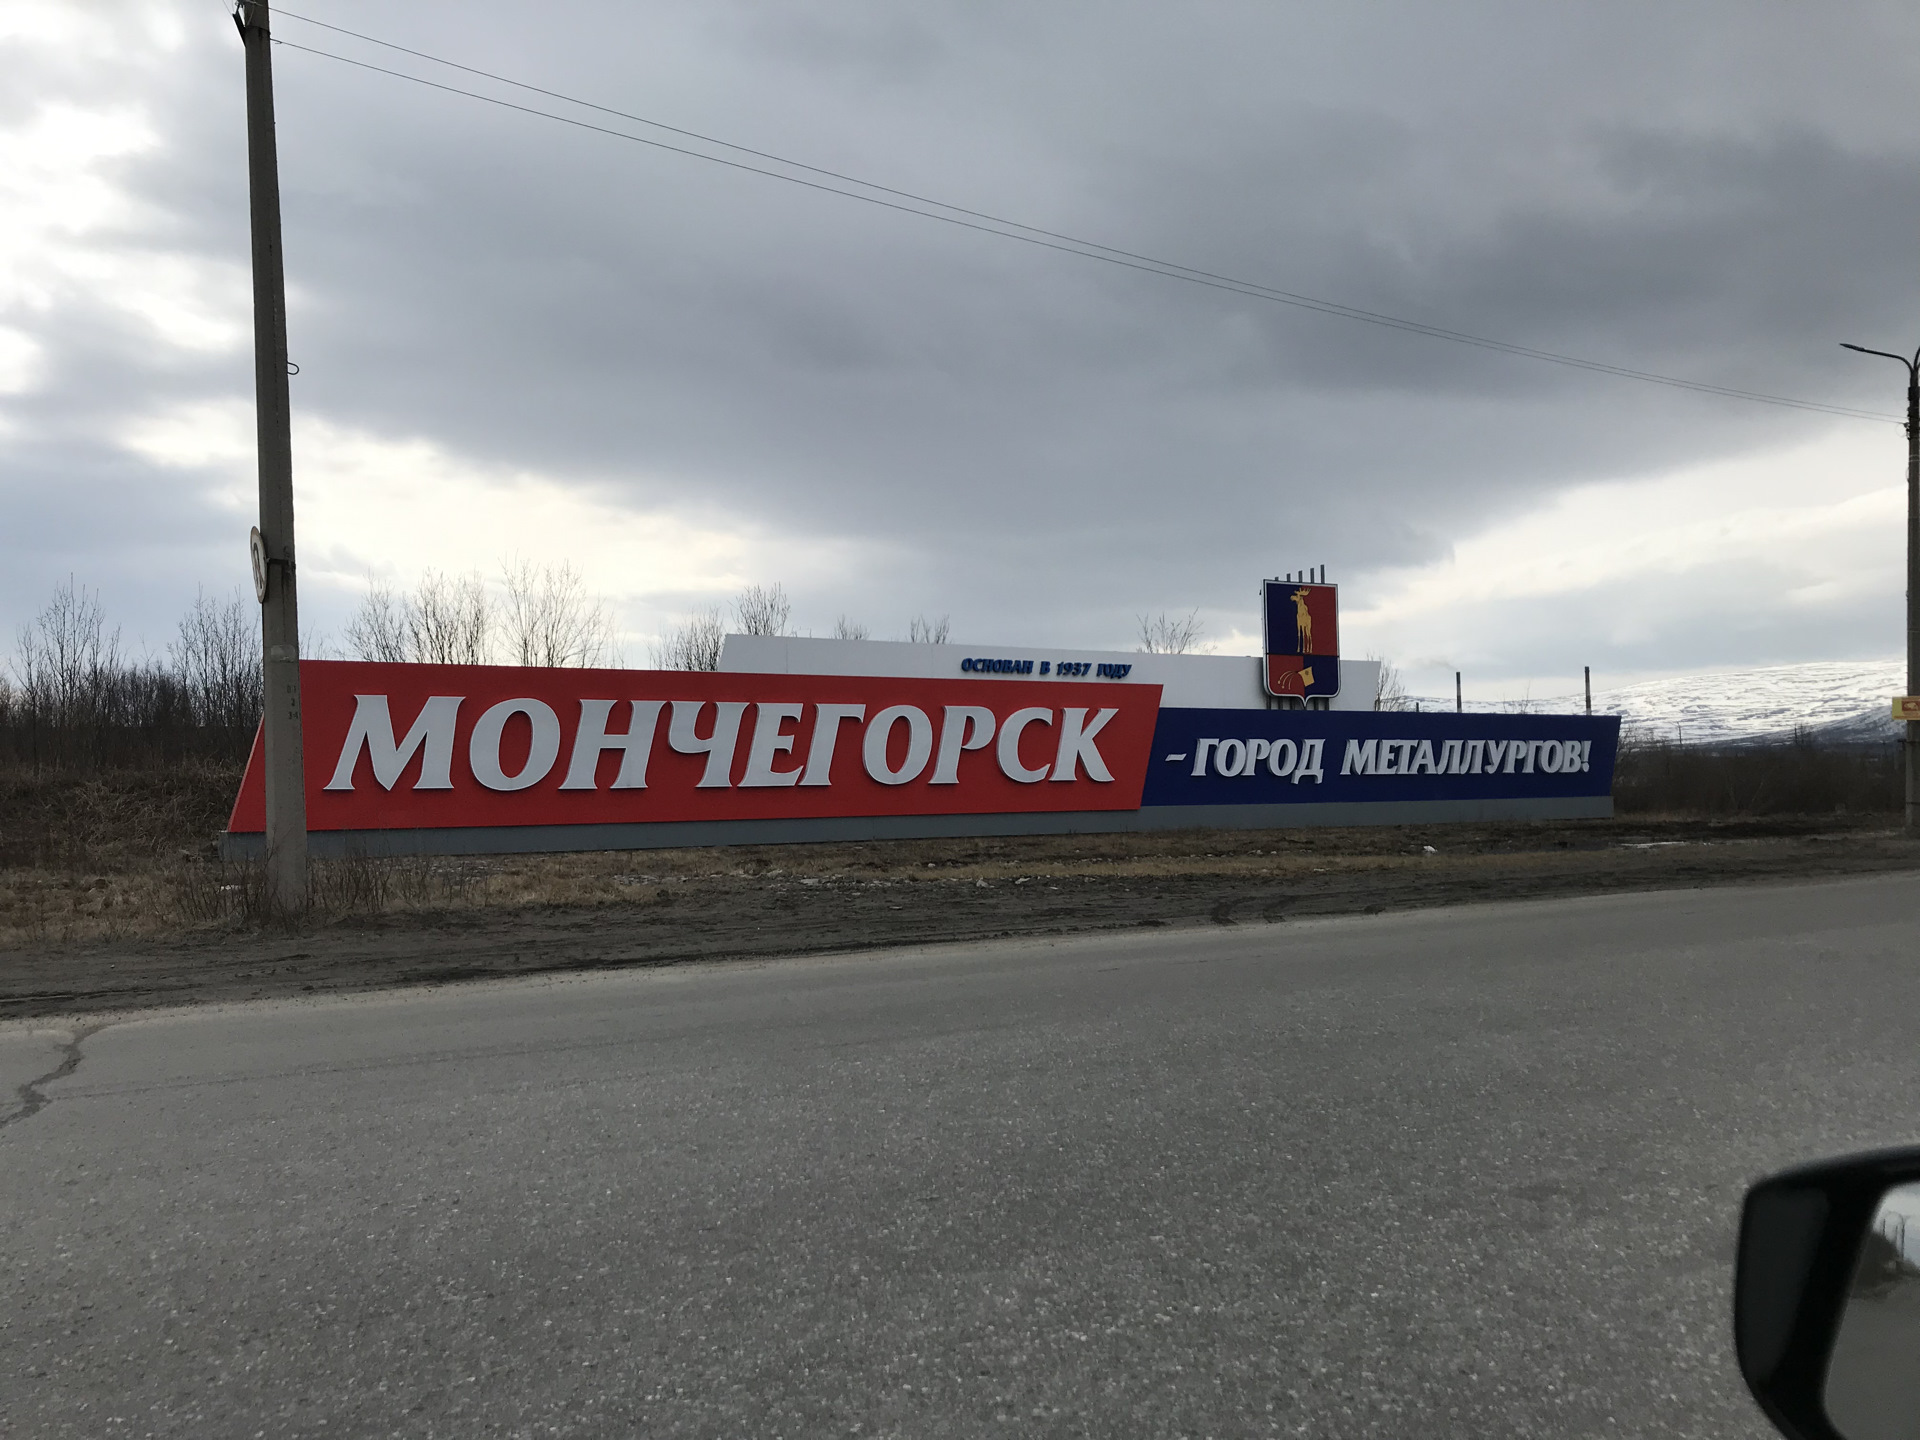 ОСНОВАН В 1937 ГОДУ
МОНЧЕГОРСК
– ГОРОД МЕТАЛЛУРГОВ!